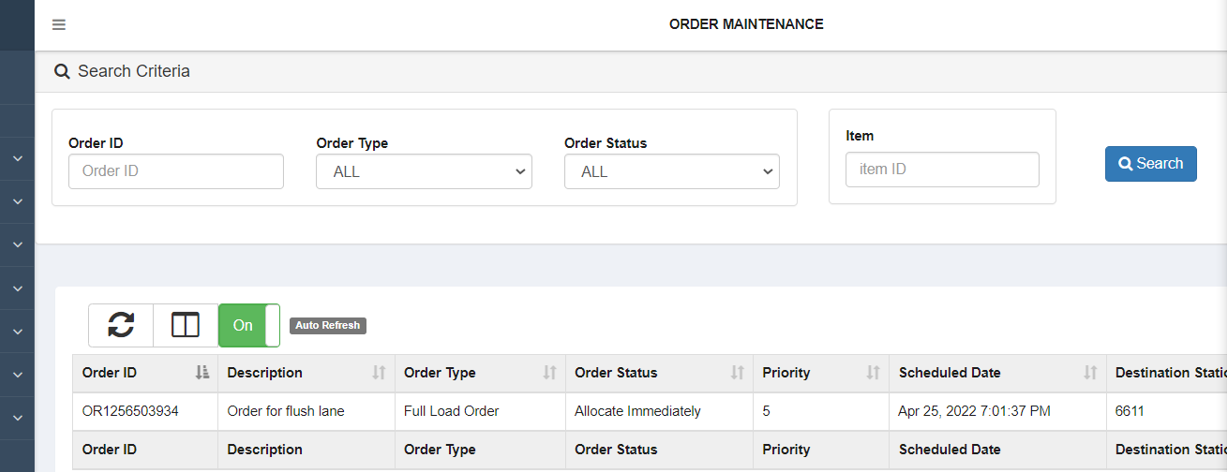 ORDER MAINTENANCE
Search Criteria
Order ID Order Type Order Status Item
Order ID ALL ALL item ID Search
On Auto Refresh
Order ID Description Order Type Order Status Priority Scheduled Date Destination
OR1256503934 Order for flush lane Full Load Order Allocate Immediately 5 Apr 25, 2022 7:01:37 PM 6611
Order ID Description Order Type Order Status Priority Scheduled Date Destination